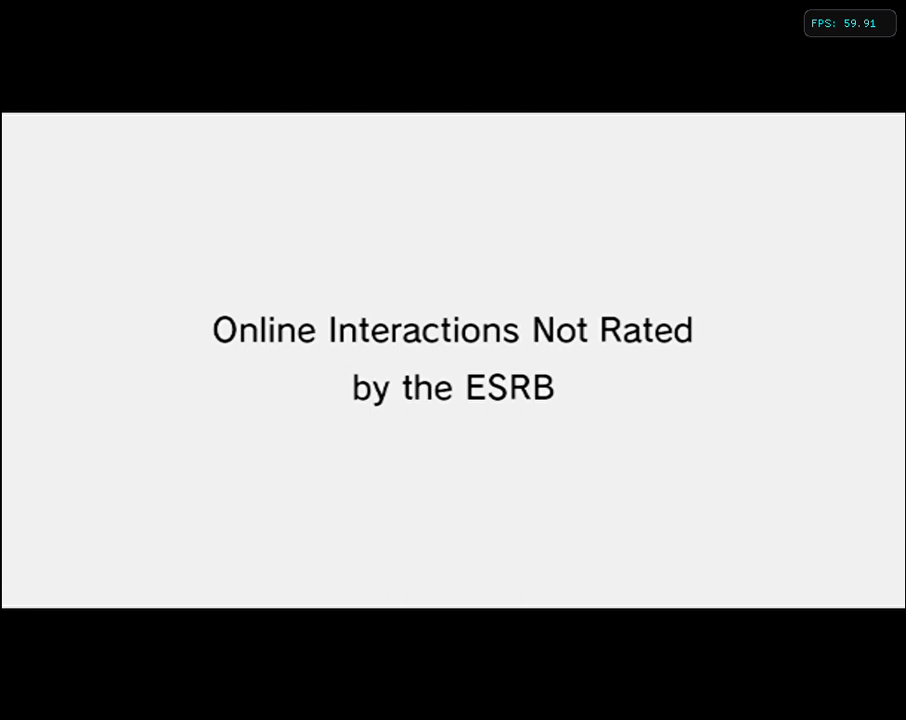 FPS: 59.91
Online Interactions Not Rated
by the ESRB